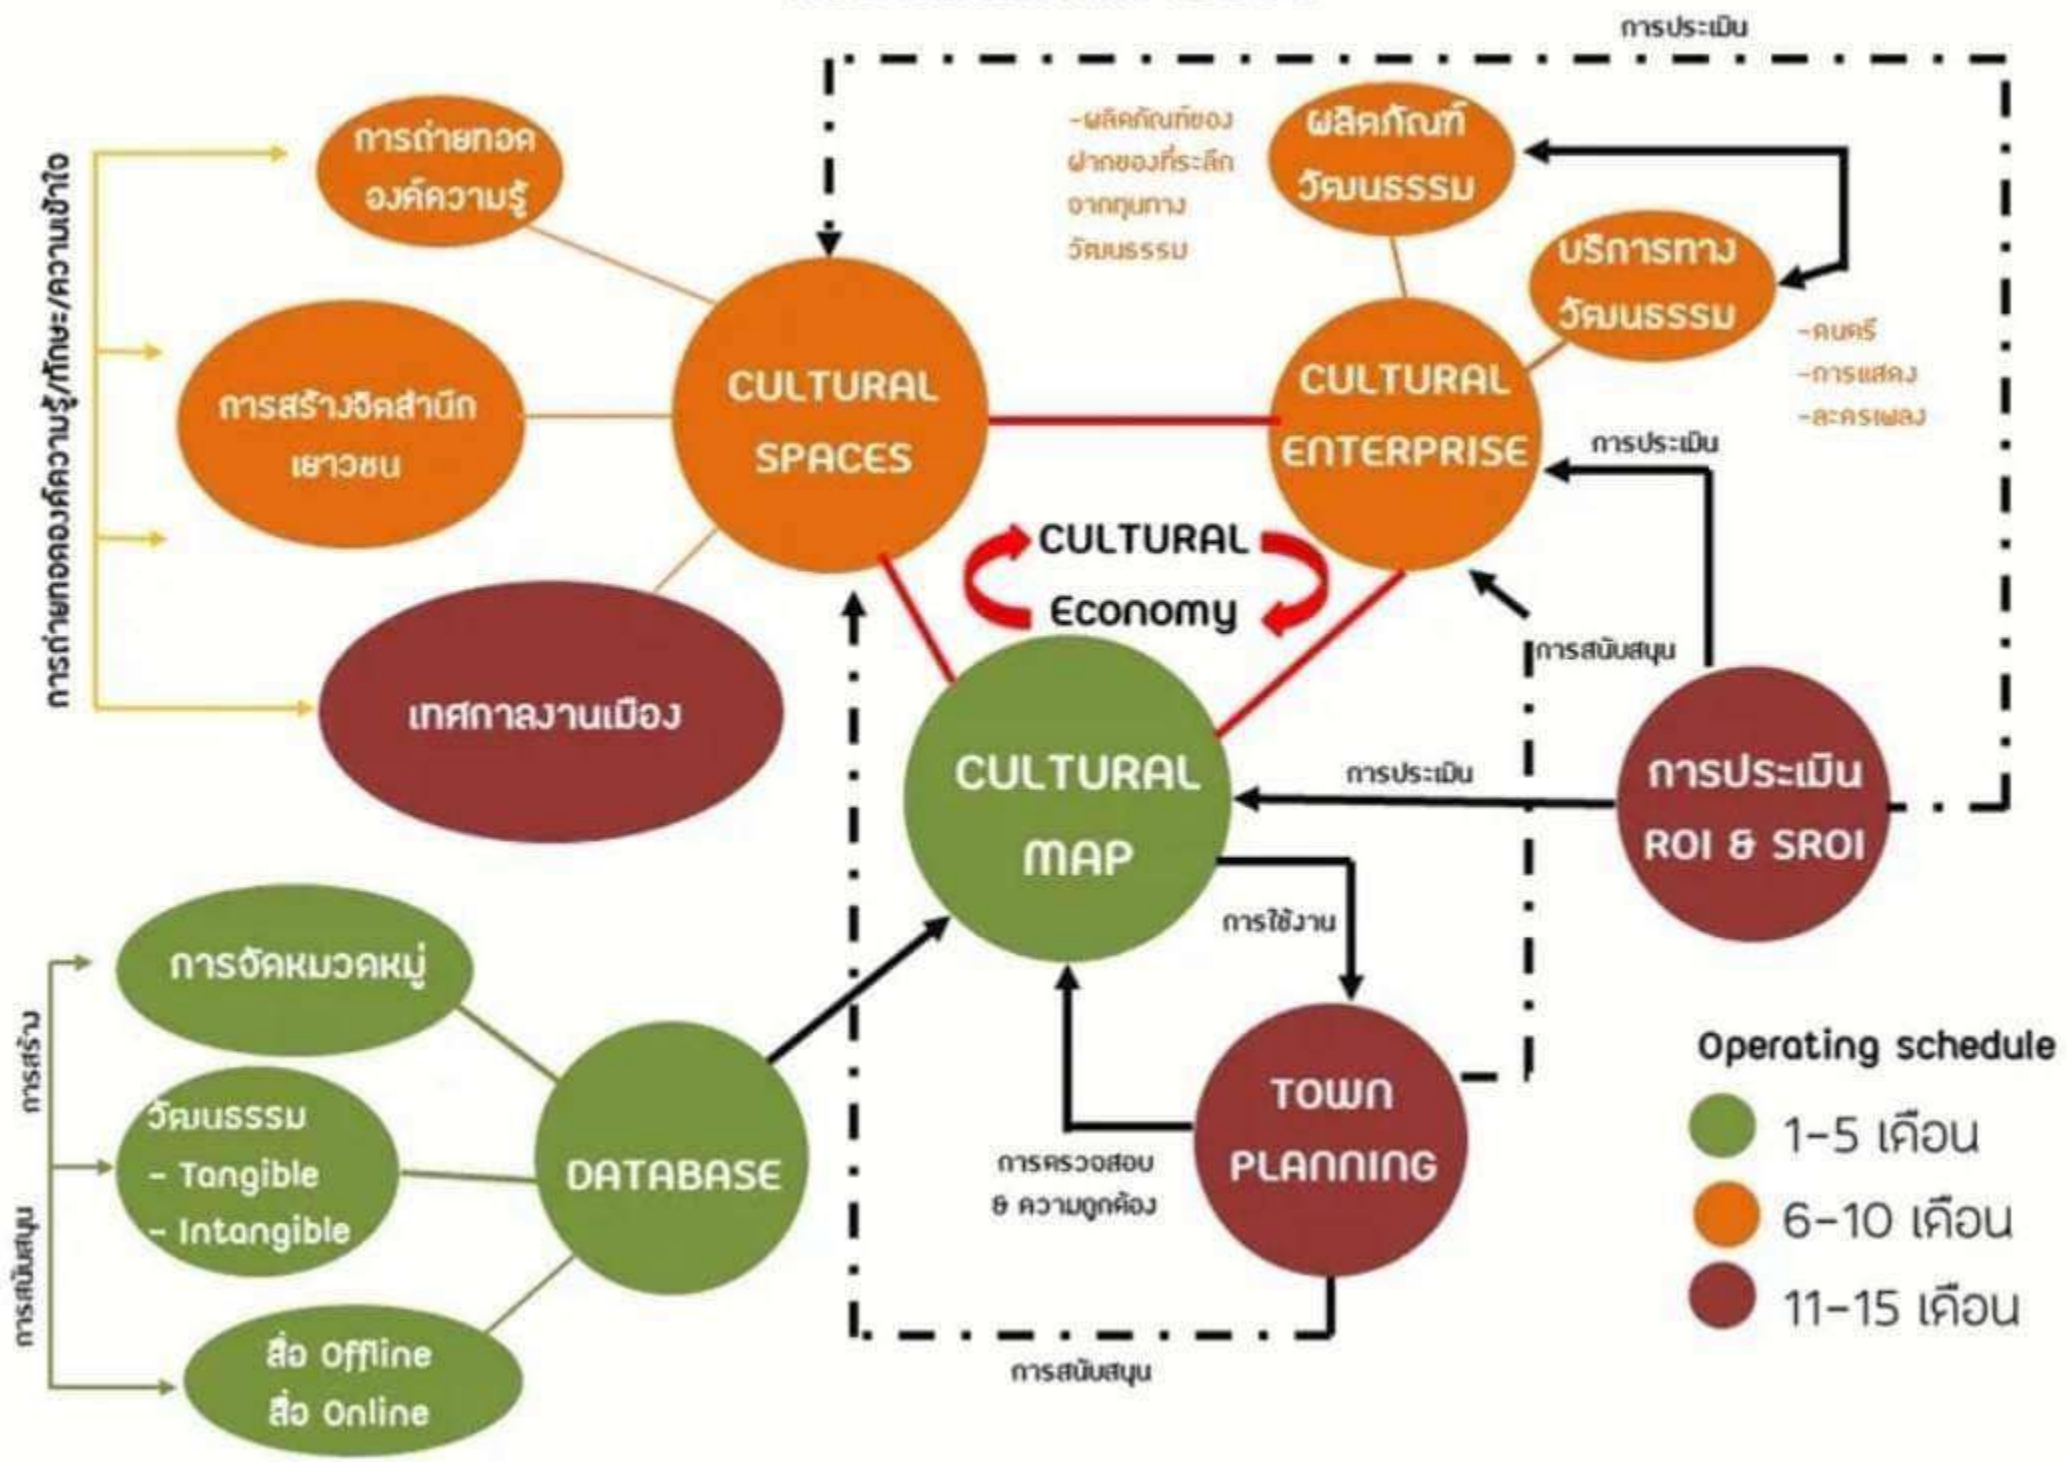 การประเมิน
การถ่ายทอด
องค์ความรู้
-ผลิตภัณฑ์ของ
ฝากของที่ระลึก
จากทุนทาง
วัฒนธรรม
ผลิตภัณฑ์
วัฒนธรรม
บริการทาง
วัฒนธรรม
-ดนตรี
-การแสดง
-ละครเพลง
การถ่ายทอดองค์ความรู้/ทักษะ/ความเข้าใจ
การสร้างจิตสำนึก
เยาวชน
CULTURAL
SPACES
CULTURAL
ENTERPRISE
การประเมิน
CULTURAL
Economy
การสนับสนุน
เทศกาลงานเมือง
CULTURAL
MAP
การประเมิน
การประเมิน
ROI & SROI
การใช้งาน
การจัดหมวดหมู่
การสร้าง
วัฒนธรรม
- Tangible
- Intangible
DATABASE
TOWN
PLANNING
การตรวจสอบ
& ความถูกต้อง
การสนับสนุน
สื่อ Offline
สื่อ Online
การสนับสนุน
Operating schedule
1-5 เดือน
6-10 เดือน
11-15 เดือน